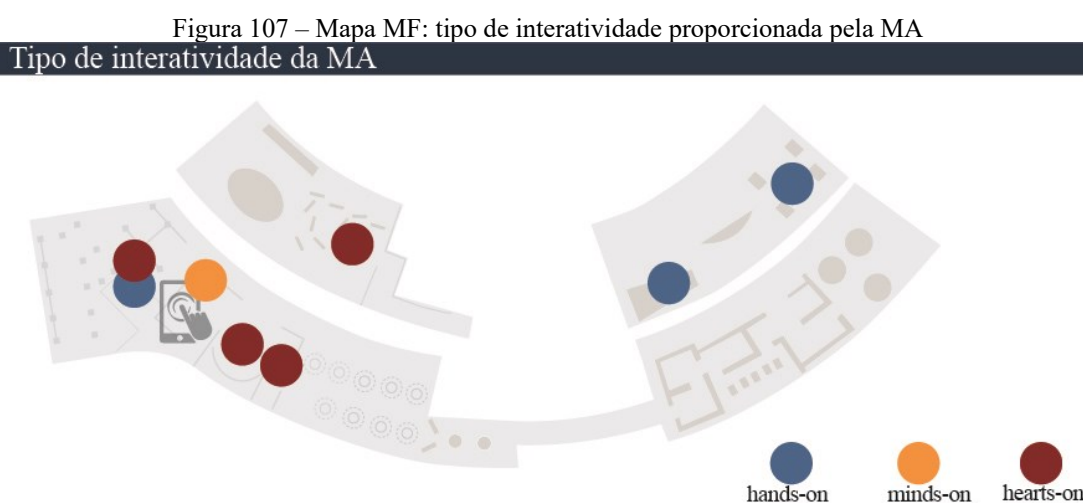 Figura 107 – Mapa MF: tipo de interatividade proporcionada pela MA
Tipo de interatividade da MA
hands-on minds-on hearts-on